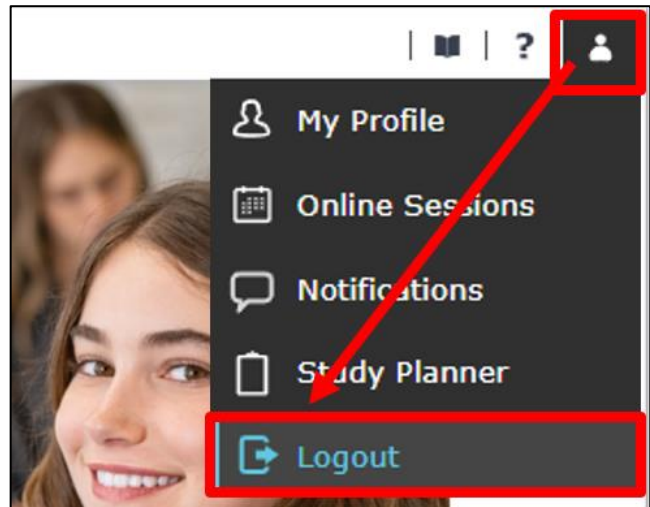 | | ? |
My Profile
Online Sessions
Notifications
Study Planner
Logout